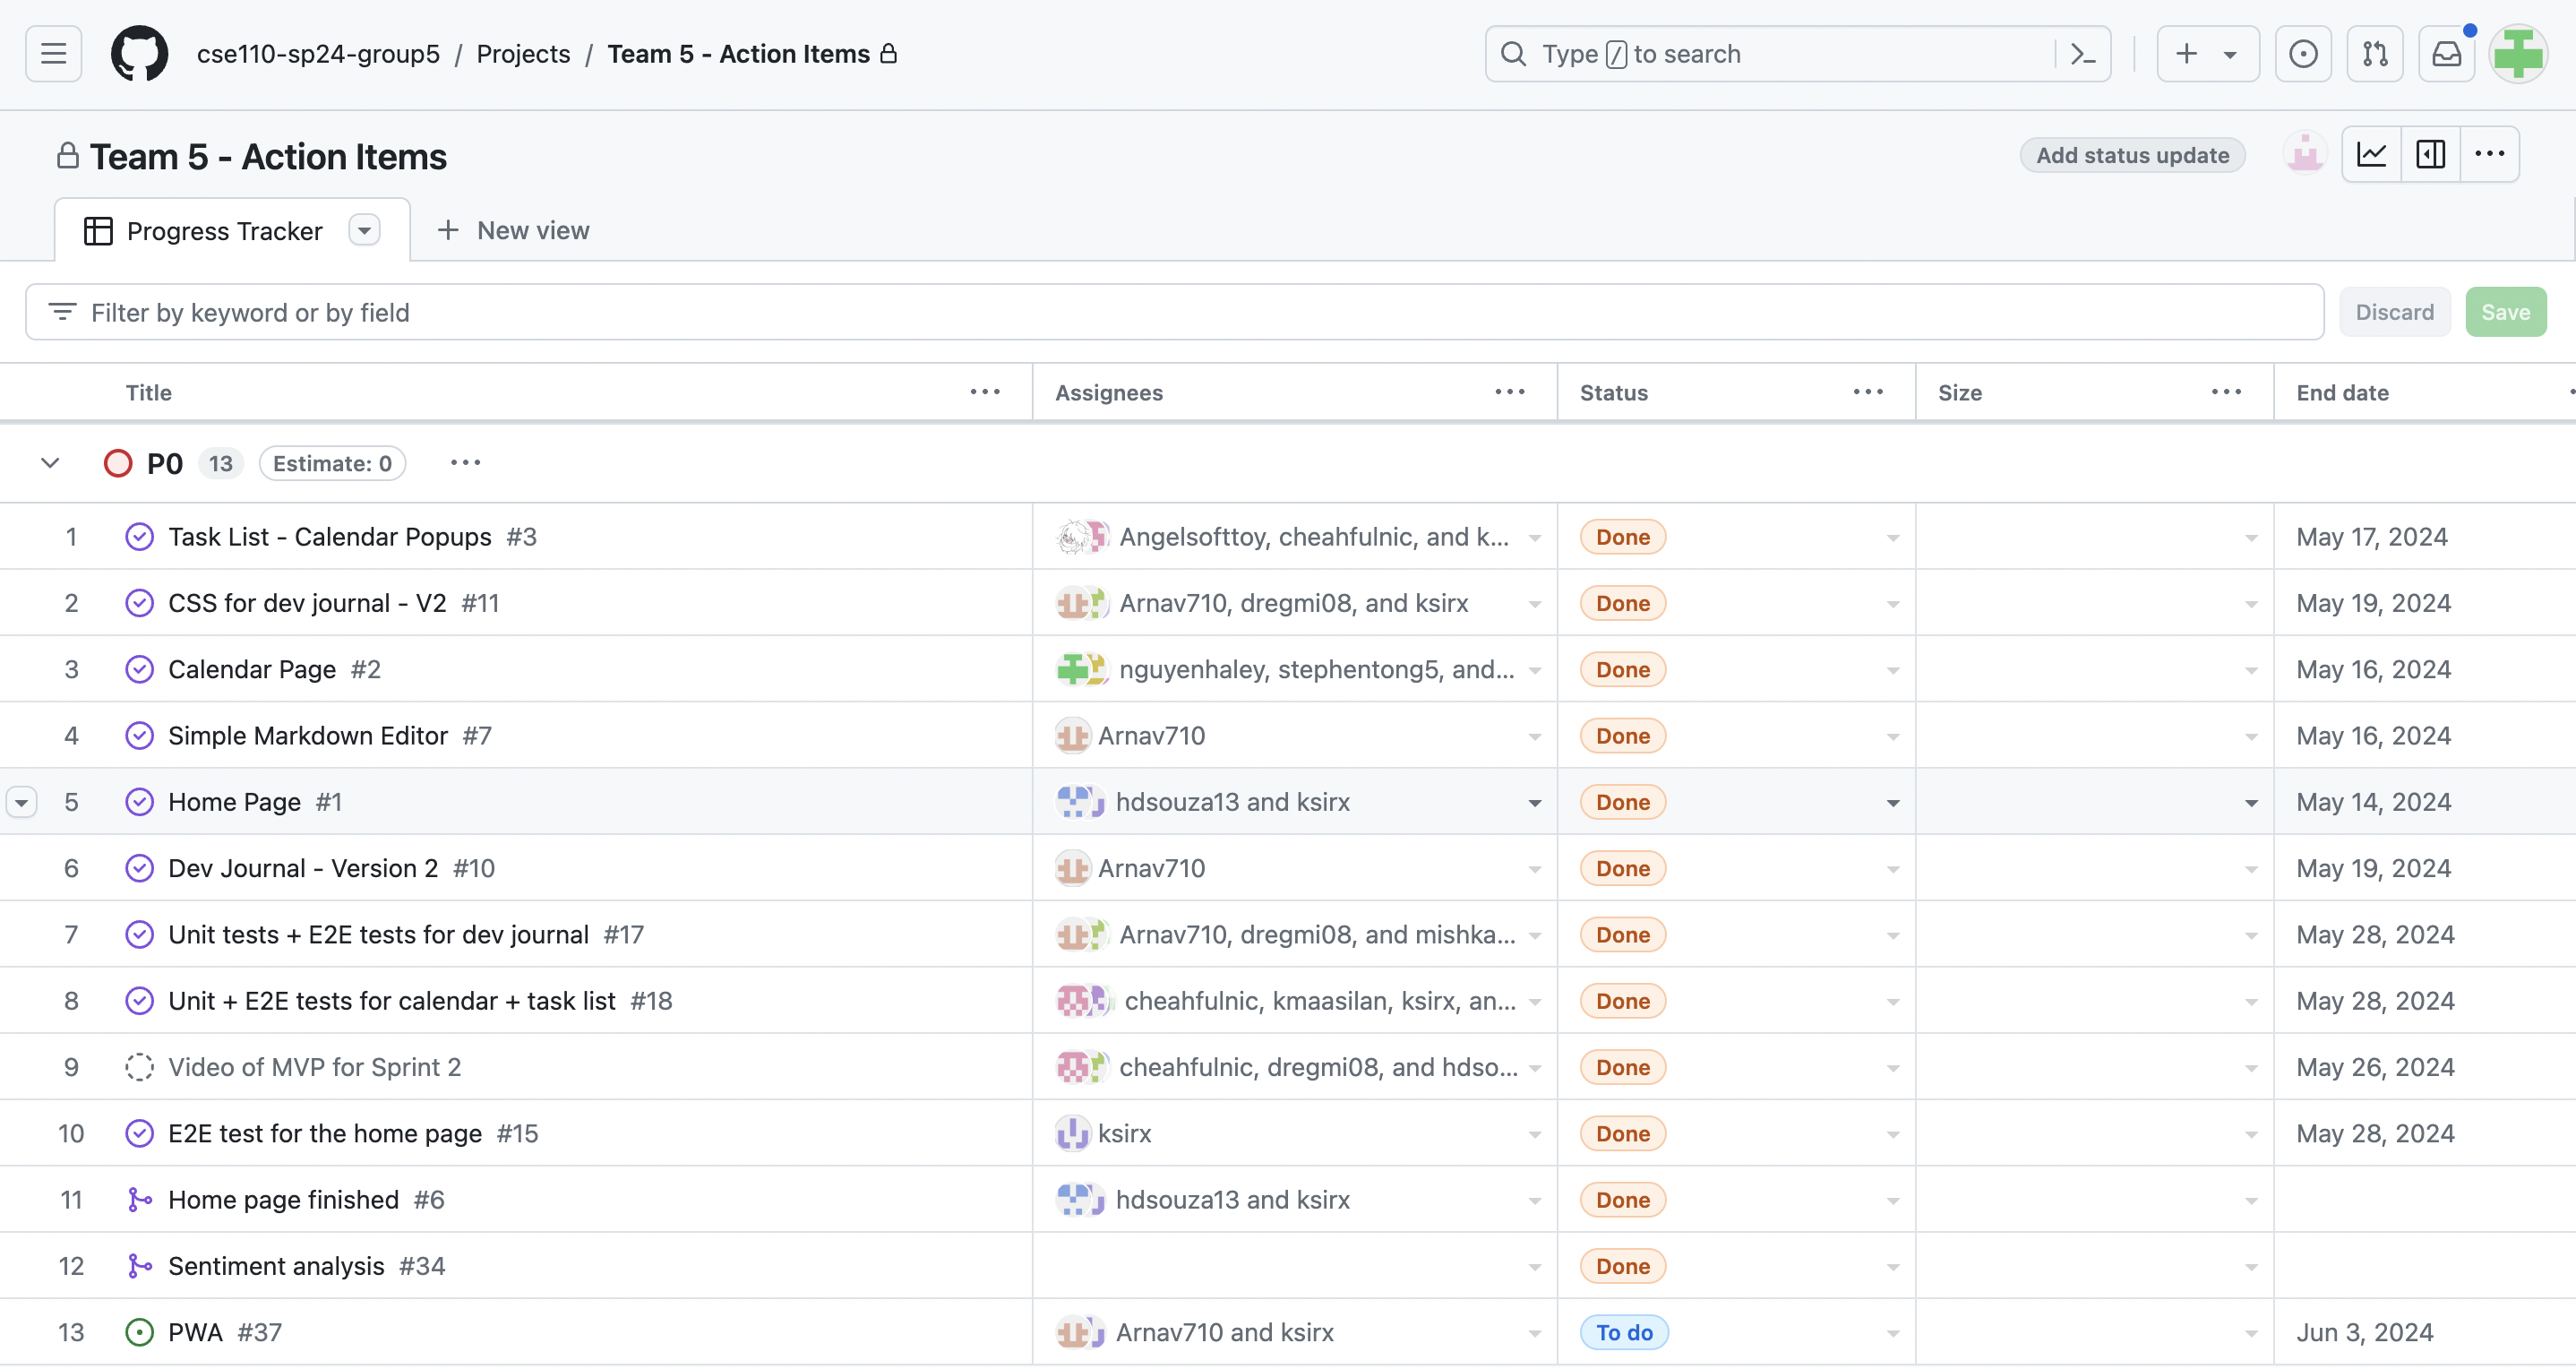 cse110-sp24-group5 / Projects / Team 5 - Action Items
Type / to search
Team 5 - Action Items
Add status update
Progress Tracker
New view
Filter by keyword or by field
Discard
Save
Title Assignees Status Size End date
P0 13 Estimate: 0
1 Task List - Calendar Popups #3 Angelsofttoy, cheahfulnic, and k... Done May 17, 2024
2 CSS for dev journal - V2 #11 Arnav710, dregmi08, and ksirx Done May 19, 2024
3 Calendar Page #2 nguyenhaley, stephentong5, and... Done May 16, 2024
4 Simple Markdown Editor #7 Arnav710 Done May 16, 2024
5 Home Page #1 hdsouza13 and ksirx Done May 14, 2024
6 Dev Journal - Version 2 #10 Arnav710 Done May 19, 2024
7 Unit tests + E2E tests for dev journal #17 Arnav710, dregmi08, and mishka... Done May 28, 2024
8 Unit + E2E tests for calendar + task list #18 cheahfulnic, kmaasilan, ksirx, an... Done May 28, 2024
9 Video of MVP for Sprint 2 cheahfulnic, dregmi08, and hdso... Done May 26, 2024
10 E2E test for the home page #15 ksirx Done May 28, 2024
11 Home page finished #6 hdsouza13 and ksirx Done
12 Sentiment analysis #34 Done
13 PWA #37 Arnav710 and ksirx To do Jun 3, 2024